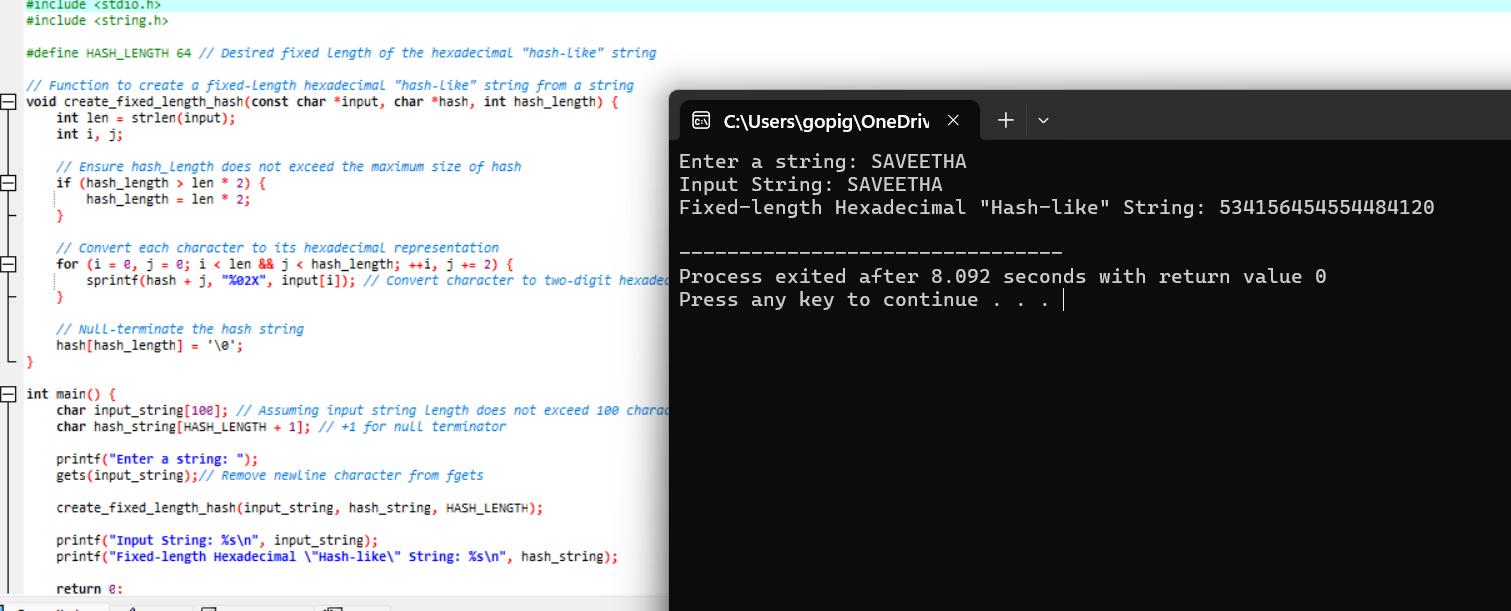 #include <stdio.h>
#include <string.h>
#define HASH_LENGTH 64 // Desired fixed length of the hexadecimal "hash-like" string
// Function to create a fixed-length hexadecimal "hash-like" string from a string
void create_fixed_length_hash(const char *input, char *hash, int hash_length) {
int len = strlen(input);
int i, j;
// Ensure hash_length does not exceed the maximum size of hash
if (hash_length > len * 2) {
hash_length = len * 2;
}
// Convert each character to its hexadecimal representation
for (i = 0, j = 0; i < len && j < hash_length; ++i, j += 2) {
sprintf(hash + j, "%02X", input[i]); // Convert character to two-digit hexadec
}
// Null-terminate the hash string
hash[hash_length] = '\0';
}
int main() {
char input_string[100]; // Assuming input string length does not exceed 100 charac
char hash_string[HASH_LENGTH + 1]; // +1 for null terminator
printf("Enter a string: ");
gets(input_string);// Remove newline character from fgets
create_fixed_length_hash(input_string, hash_string, HASH_LENGTH);
printf("Input String: %s\n", input_string);
printf("Fixed-length Hexadecimal \"Hash-like\" String: %s\n", hash_string);
return 0;
C:\Users\gopig\OneDriv
Enter a string: SAVEETHA
Input String: SAVEETHA
Fixed-length Hexadecimal "Hash-like" String: 534156454554484120
--------------------------------
Process exited after 8.092 seconds with return value 0
Press any key to continue . . .